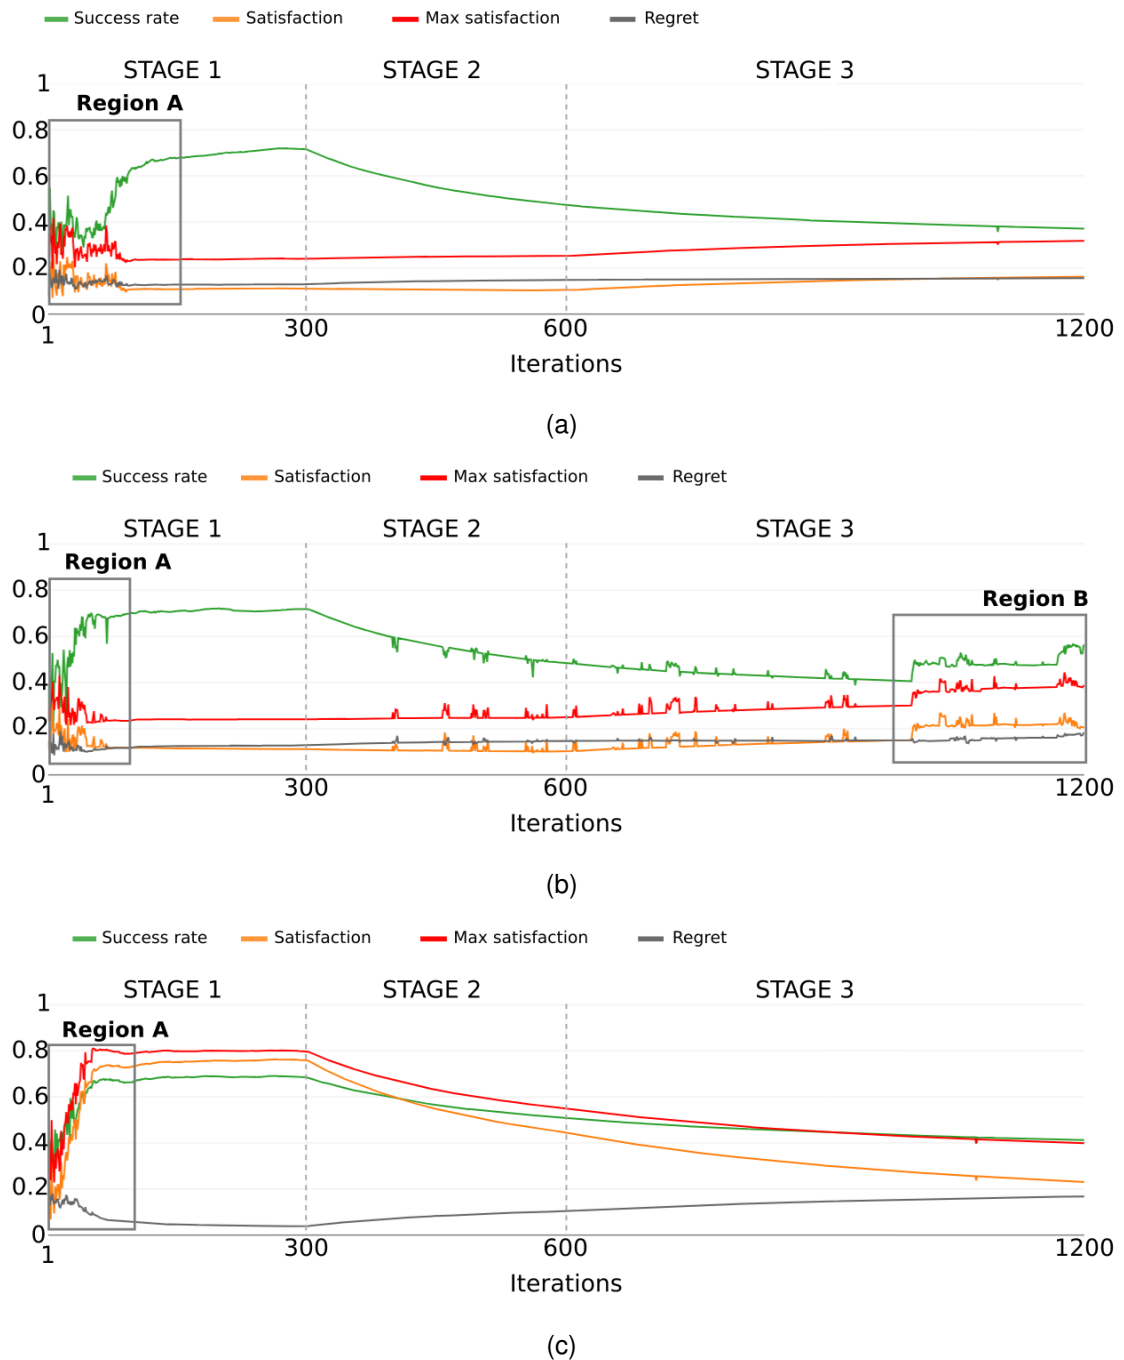 Success rate Satisfaction Max satisfaction Regret
STAGE 1 STAGE 2 STAGE 3
1
Region A
0.8
0.6
0.4
0.2
0
1 300 600 1200
Iterations
(a)
Success rate Satisfaction Max satisfaction Regret
STAGE 1 STAGE 2 STAGE 3
1
Region A
0.8
Region B
0.6
0.4
0.2
0
1 300 600 1200
Iterations
(b)
Success rate Satisfaction Max satisfaction Regret
STAGE 1 STAGE 2 STAGE 3
1
Region A
0.8
0.6
0.4
0.2
0
1 300 600 1200
Iterations
(c)